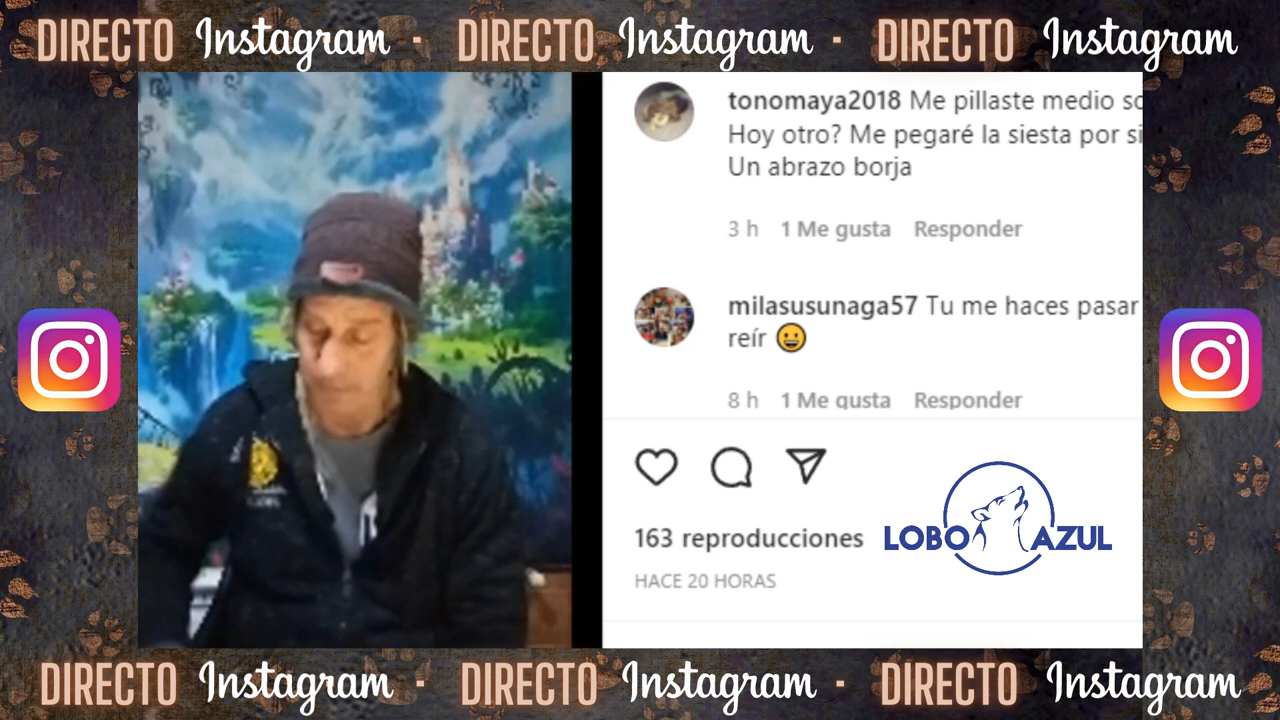 DIRECTO Instagram · DIRECTO Instagram · DIRECTO Instagram
tonomaya2018 Me pillaste medio
Hoy otro? Me pegaré la siesta por si
Un abrazo borja
3 h 1 Me gusta Responder
milasusunaga57 Tu me haces pasar
reír 😀
8 h 1 Me gusta Responder
163 reproducciones
HACE 20 HORAS
LOBO AZUL
DIRECTO Instagram · DIRECTO Instagram · DIRECTO Instagram